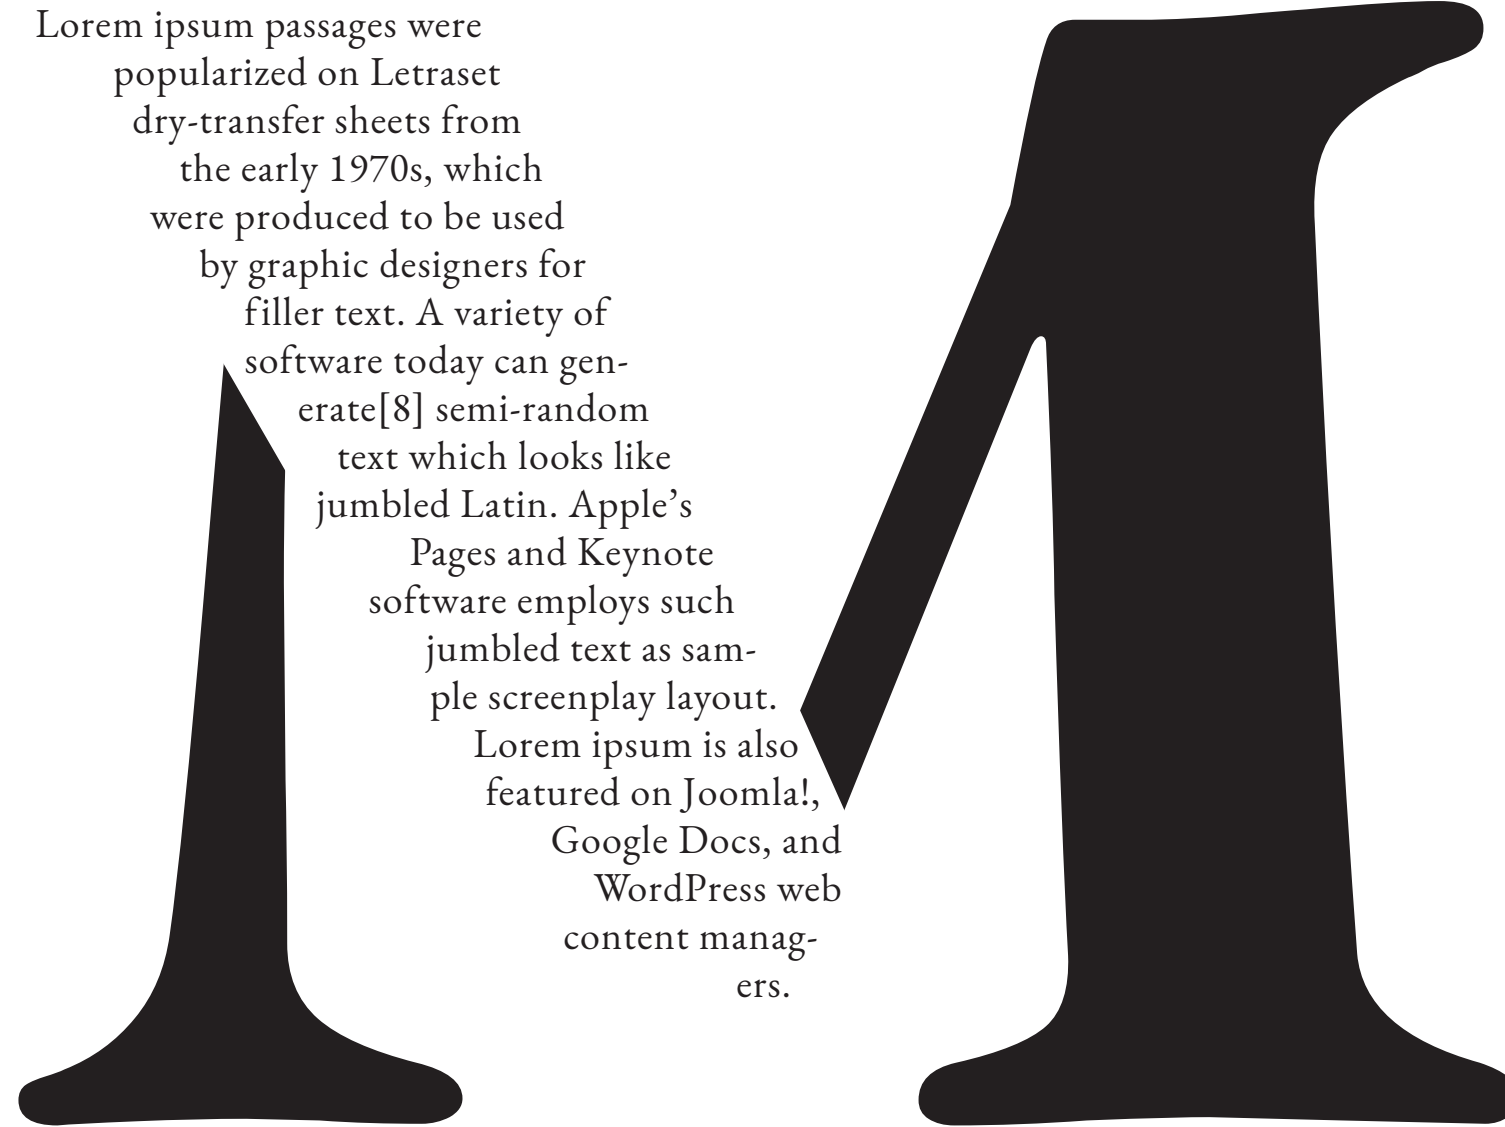 Lorem ipsum passages were
popularized on Letraset
dry-transfer sheets from
the early 1970s, which
were produced to be used
by graphic designers for
filler text. A variety of
software today can gen-
erate[8] semi-random
text which looks like
jumbled Latin. Apple’s
Pages and Keynote
software employs such
jumbled text as sam-
ple screenplay layout.
Lorem ipsum is also
featured on Joomla!,
Google Docs, and
WordPress web
content manag-
ers.
M